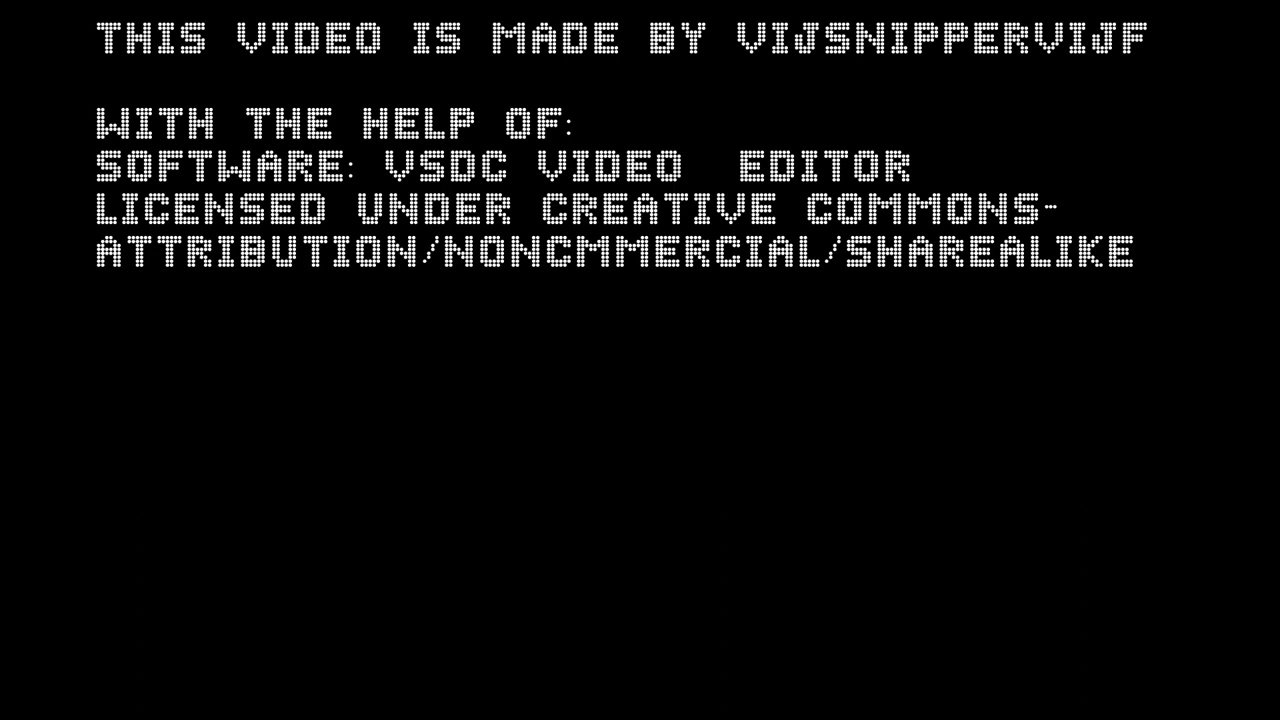 THIS VIDEO IS MADE BY VIJSNIPPERVIJF
WITH THE HELP OF:
SOFTWARE: VSDC VIDEO  EDITOR
LICENSED UNDER CREATIVE COMMONS-
ATTRIBUTION/NONCMMERCIAL/SHAREALIKE